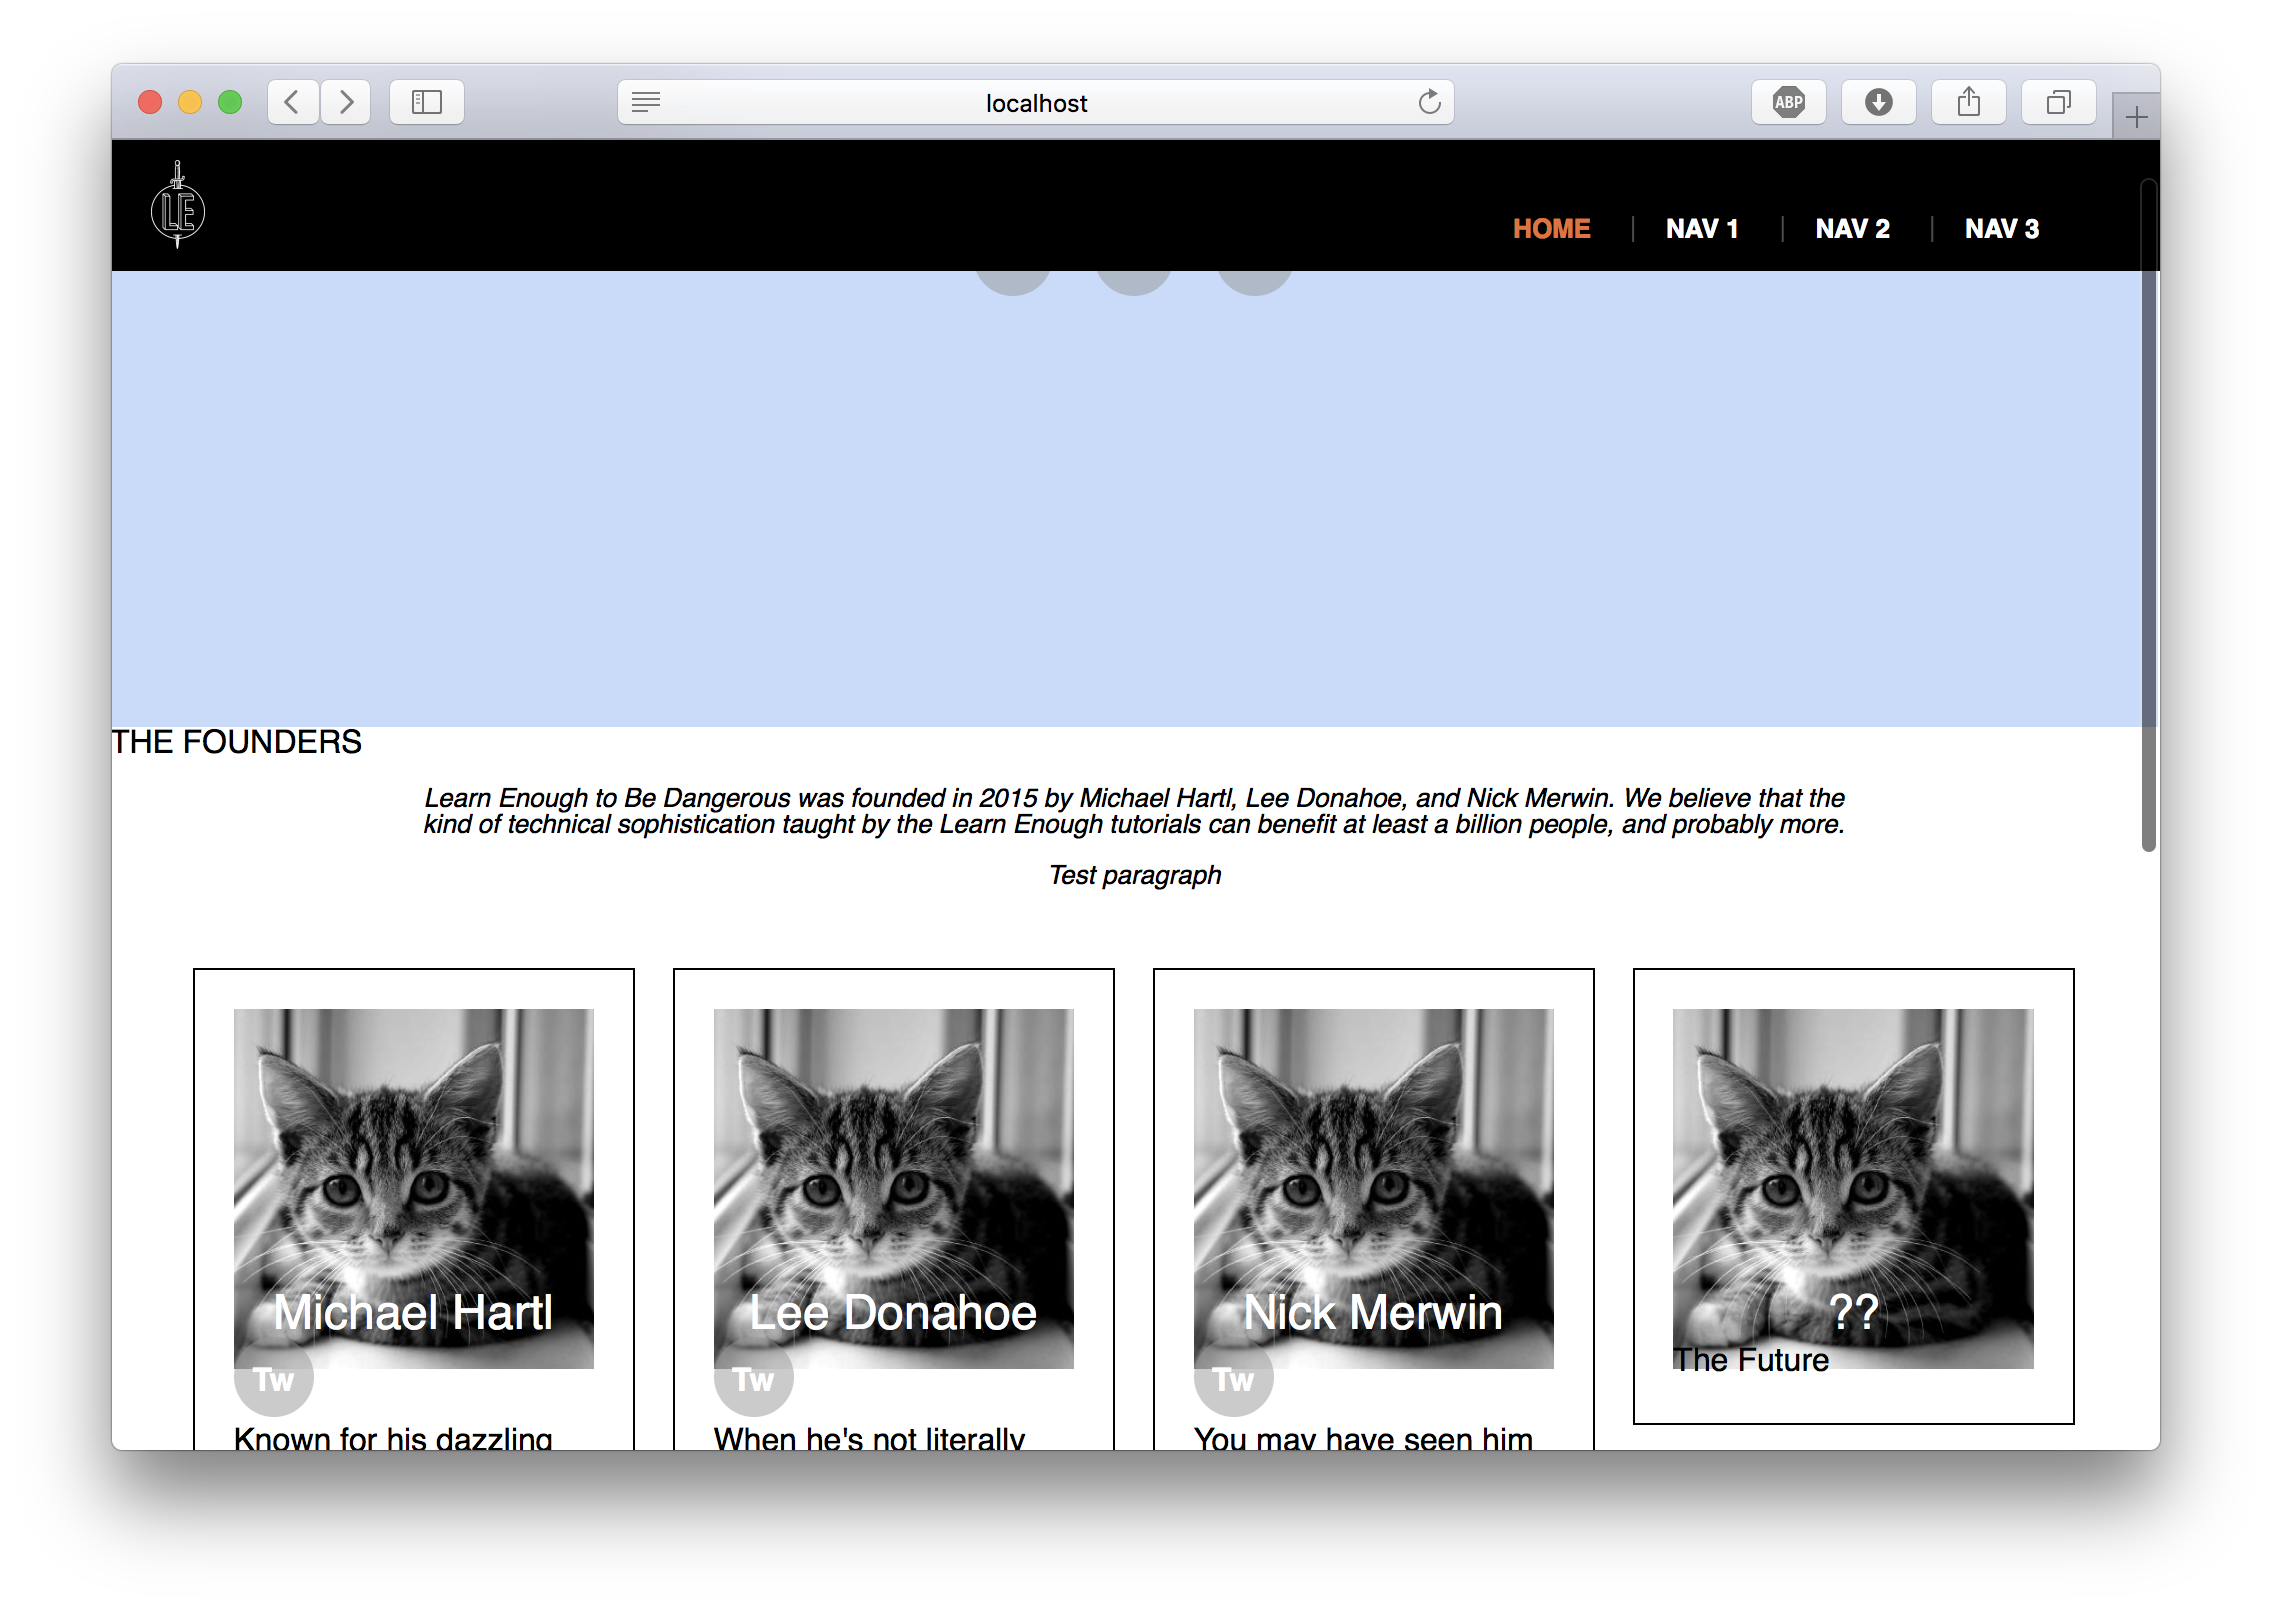 localhost
ABP
LE
HOME NAV 1 NAV 2 NAV 3
THE FOUNDERS
Learn Enough to Be Dangerous was founded in 2015 by Michael Hartl, Lee Donahoe, and Nick Merwin. We believe that the
kind of technical sophistication taught by the Learn Enough tutorials can benefit at least a billion people, and probably more.
Test paragraph
Michael Hartl
Tw
Known for his dazzling
Lee Donahoe
Tw
When he's not literally
Nick Merwin
Tw
You may have seen him
??
The Future